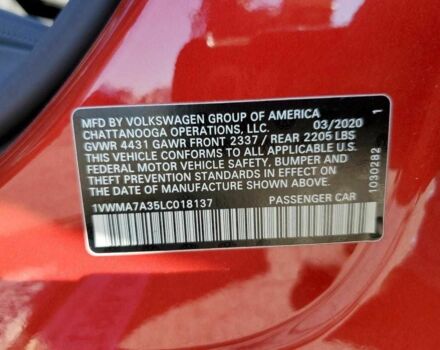 MFD BY VOLKSWAGEN GROUP OF AMERICA
CHATTANOOGA OPERATIONS, LLC. 03/2020
GVWR 4431 GAWR FRONT 2337 / REAR 2205 LBS
THIS VEHICLE CONFORMS TO ALL APPLICABLE
FEDERAL MOTOR VEHICLE SAFETY, BUMPER AND
THEFT PREVENTION STANDARDS IN EFFECT
ON THE DATE OF MANUFACTURE SHOWN ABOVE.
1VWMA7A35LC018137 PASSENGER CAR
1030282 1